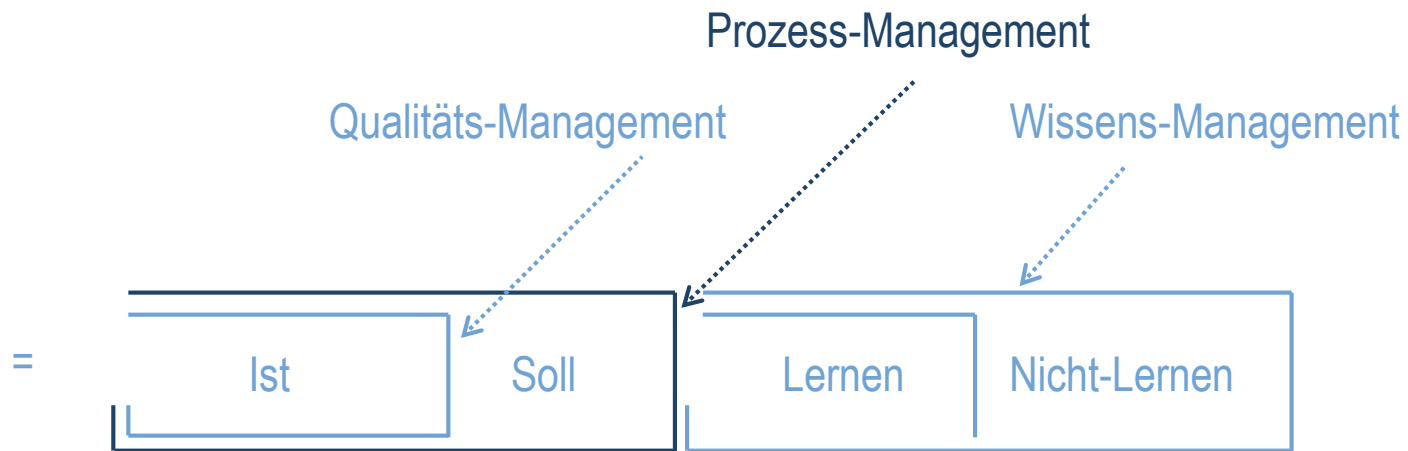 Prozess-Management
Qualitäts-Management
Wissens-Management
= Ist Soll Lernen Nicht-Lernen